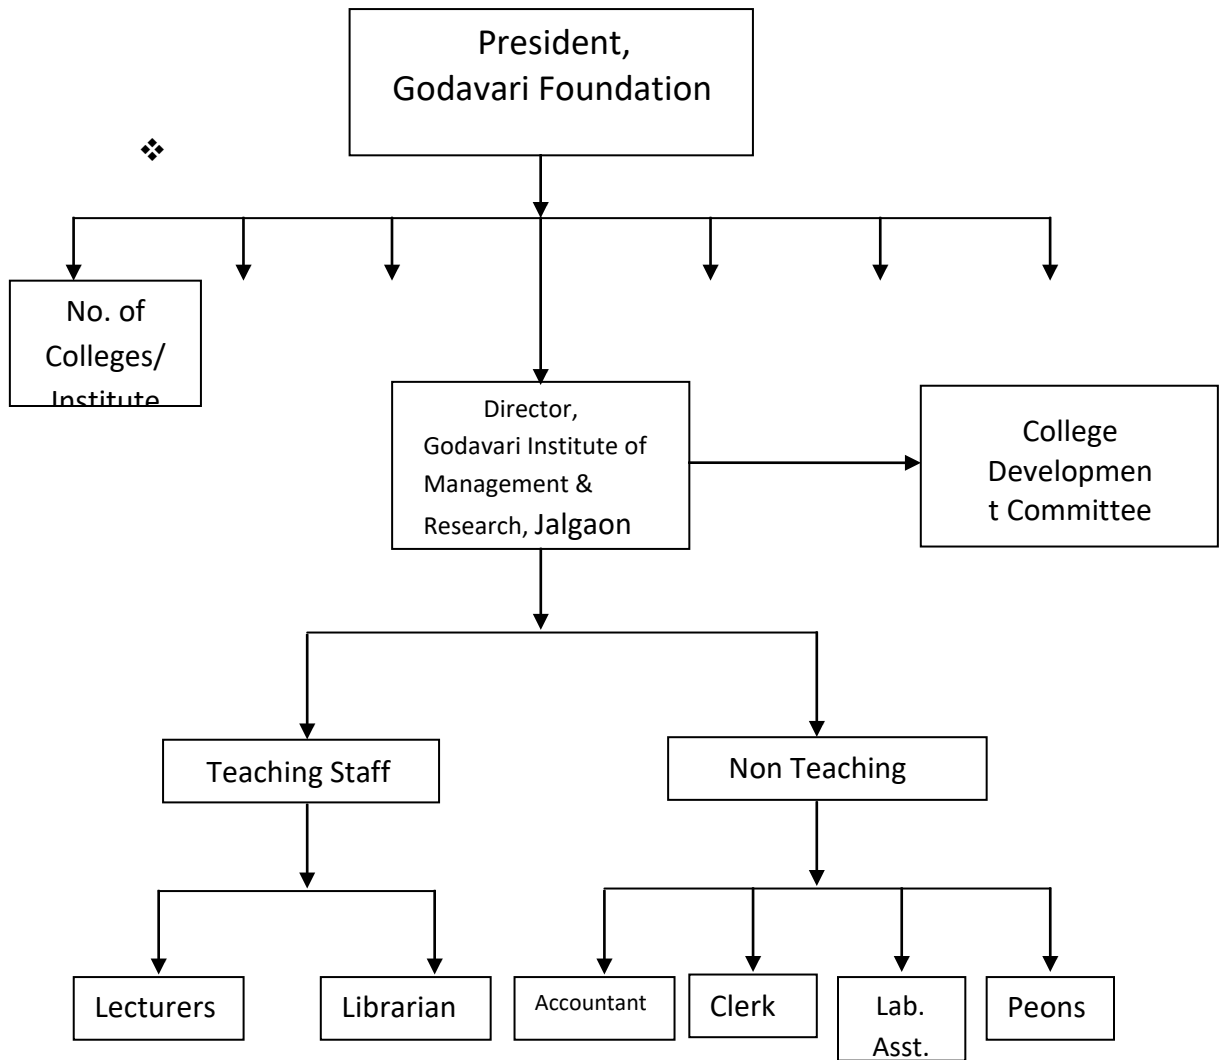 President,
Godavari Foundation
❖
No. of
Colleges/
Institute
Director,
Godavari Institute of
Management &
Research, Jalgaon
College
Developmen
t Committee
Teaching Staff
Non Teaching
Lecturers
Librarian
Accountant
Clerk
Lab.
Asst.
Peons